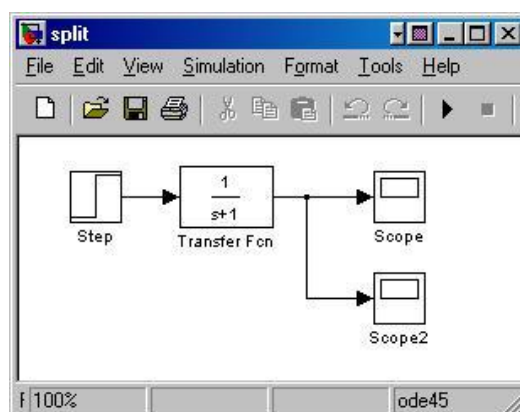 split
File Edit View Simulation Format Tools Help
1
s+1
Step
Transfer Fcn
Scope
Scope2
100%
ode45